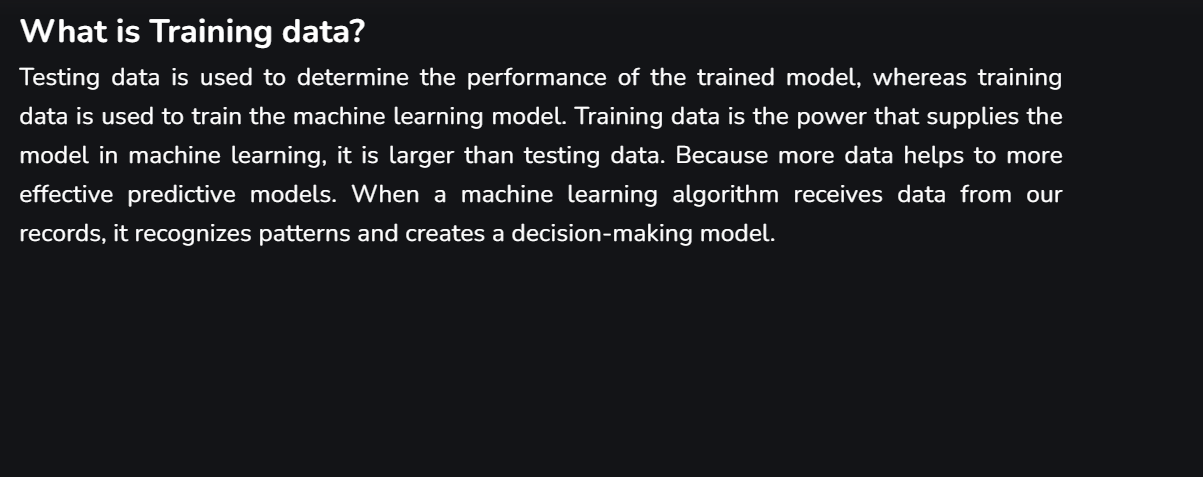 What is Training data?
Testing data is used to determine the performance of the trained model, whereas training
data is used to train the machine learning model. Training data is the power that supplies the
model in machine learning, it is larger than testing data. Because more data helps to more
effective predictive models. When a machine learning algorithm receives data from our
records, it recognizes patterns and creates a decision-making model.